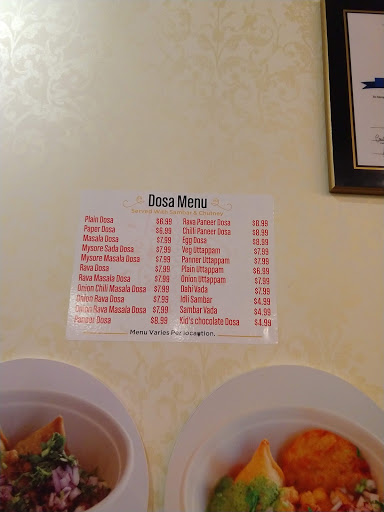 Dosa Menu
Served With Sambar & Chutney
Plain Dosa $6.99
Paper Dosa $6.99
Masala Dosa $7.99
Mysore Sada Dosa $7.99
Mysore Masala Dosa $7.99
Rava Dosa $7.99
Rava Masala Dosa $7.99
Onion Chili Masala Dosa $7.99
Onion Rava Dosa $7.99
Onion Rava Masala Dosa $7.99
Paneer Dosa $8.99
Rava Paneer Dosa $8.99
Chilli Paneer Dosa $8.99
Egg Dosa $8.99
Veg Uttappam $7.99
Panner Uttappam $7.99
Plain Uttappam $6.99
Onion Uttappam $7.99
Dahi Vada $7.99
Idli Sambar $4.99
Sambar Vada $4.99
Kid's chocolate Dosa $4.99
Menu Varies Per location.